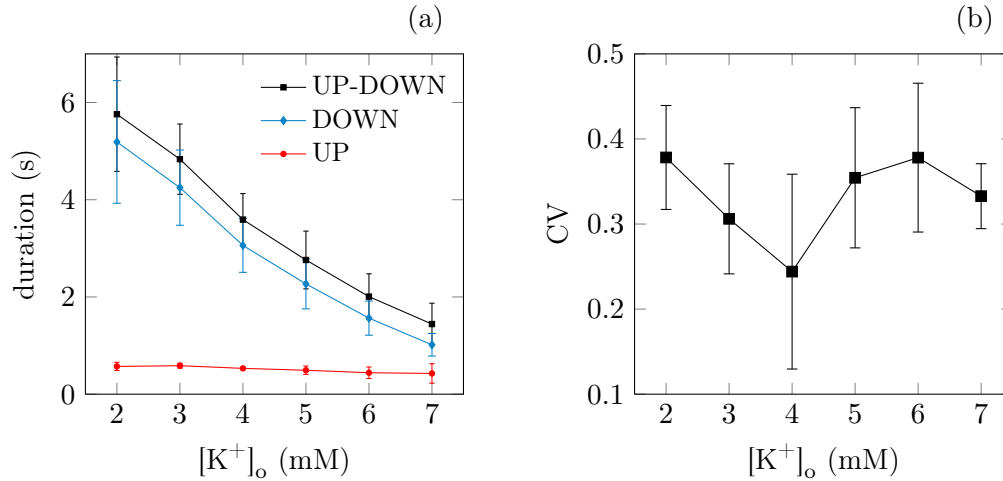 (a)
duration (s)
6
4
2
0
UP-DOWN
DOWN
UP
2 3 4 5 6 7
[K⁺]ₒ (mM)
(b)
CV
0.5
0.4
0.3
0.2
0.1
2 3 4 5 6 7
[K⁺]ₒ (mM)